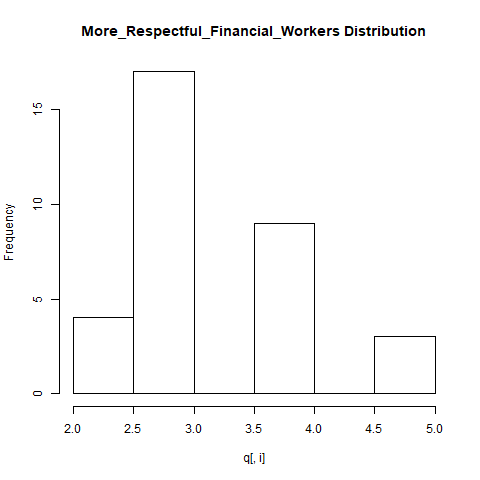 More_Respectful_Financial_Workers Distribution
Frequency
15
10
5
0
2.0 2.5 3.0 3.5 4.0 4.5 5.0
q[, i]